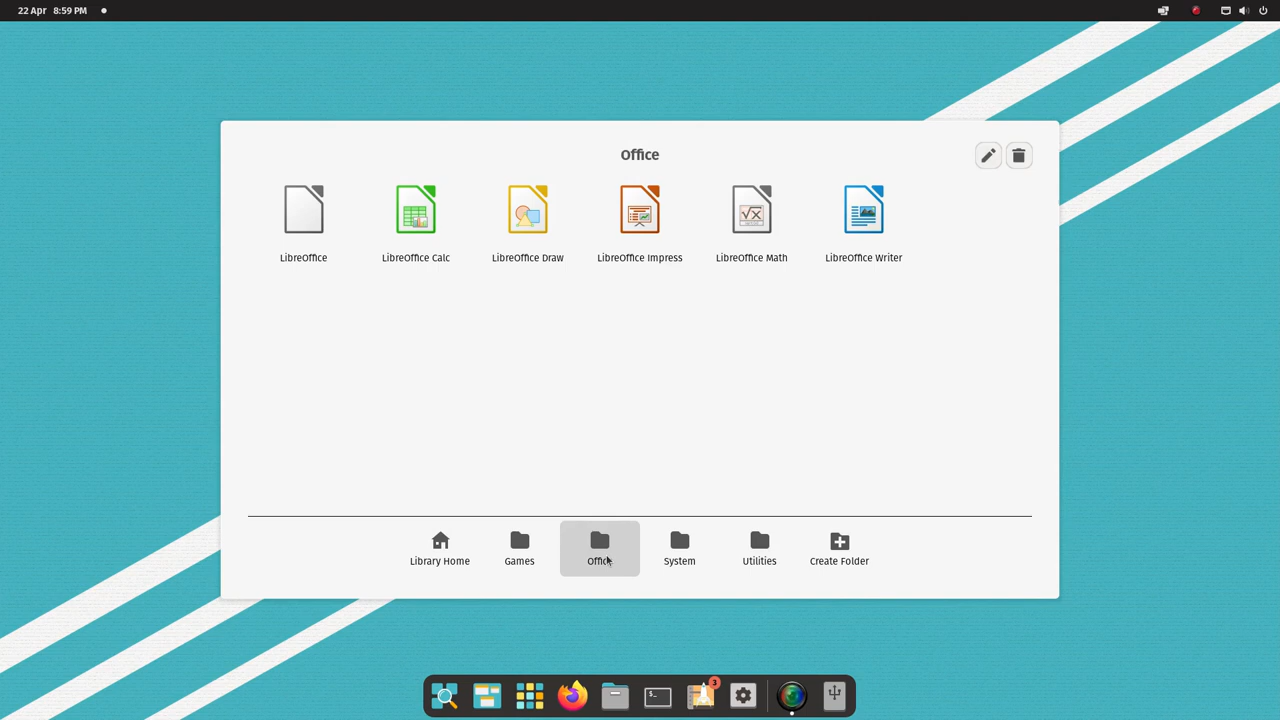 22 Apr 8:59 PM
Office
LibreOffice LibreOffice Calc LibreOffice Draw LibreOffice Impress LibreOffice Math LibreOffice Writer
Library Home Games Office System Utilities Create Folder
3